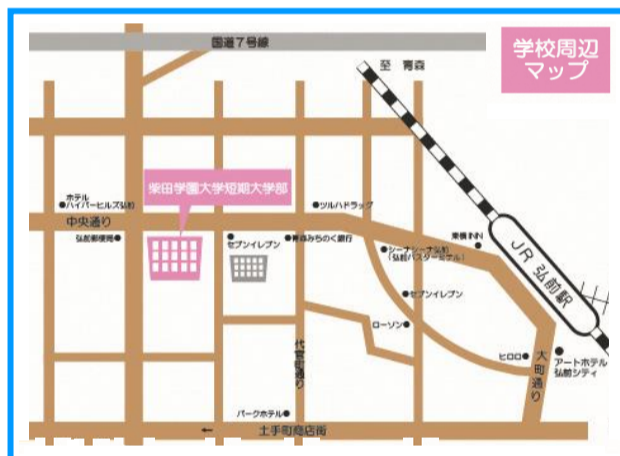 国道7号線
学校周辺
マップ
至 青森
柴田学園大学短期大学部
ホテル
ハイパーヒルズ弘前
中央通り
弘前郵便局
セブンイレブン
青森みちのく銀行
ツルハドラッグ
シーナシーナ弘前
(弘前バスターミナル)
東横INN
JR 弘前駅
セブンイレブン
ローソン
代官町通り
ヒロロ
大町通り
アートホテル
弘前シティ
パークホテル
← 土手町商店街